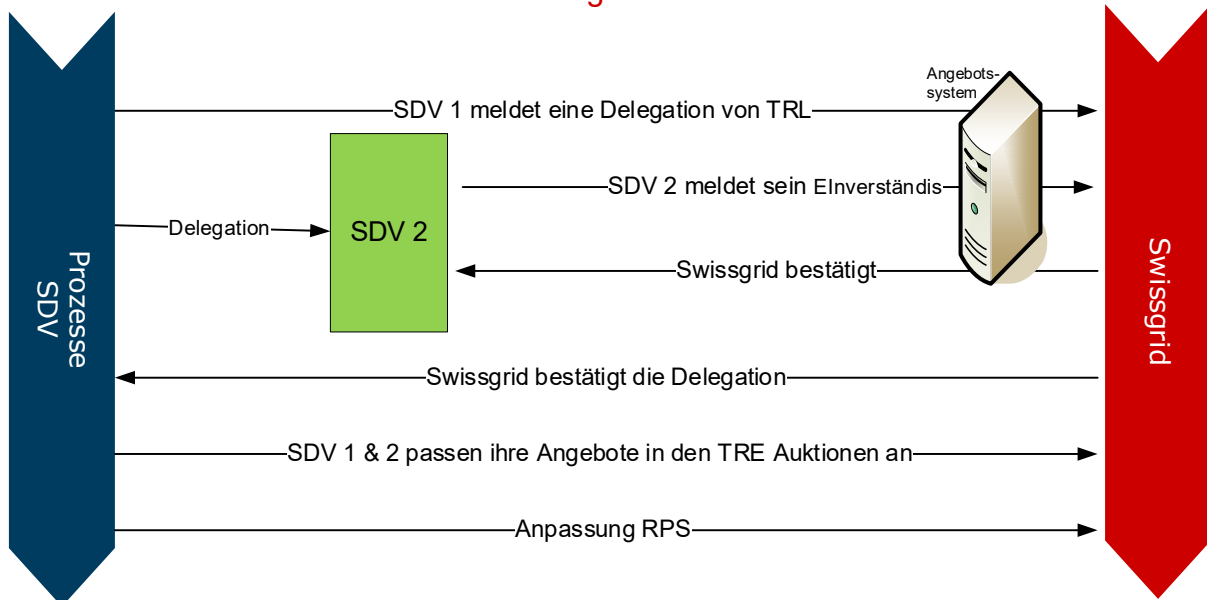 Angebots-
system
SDV 1 meldet eine Delegation von TRL
SDV 2 meldet sein EInverständis
Delegation
SDV 2
Swissgrid bestätigt
Prozesse
SDV
Swissgrid
Swissgrid bestätigt die Delegation
SDV 1 & 2 passen ihre Angebote in den TRE Auktionen an
Anpassung RPS